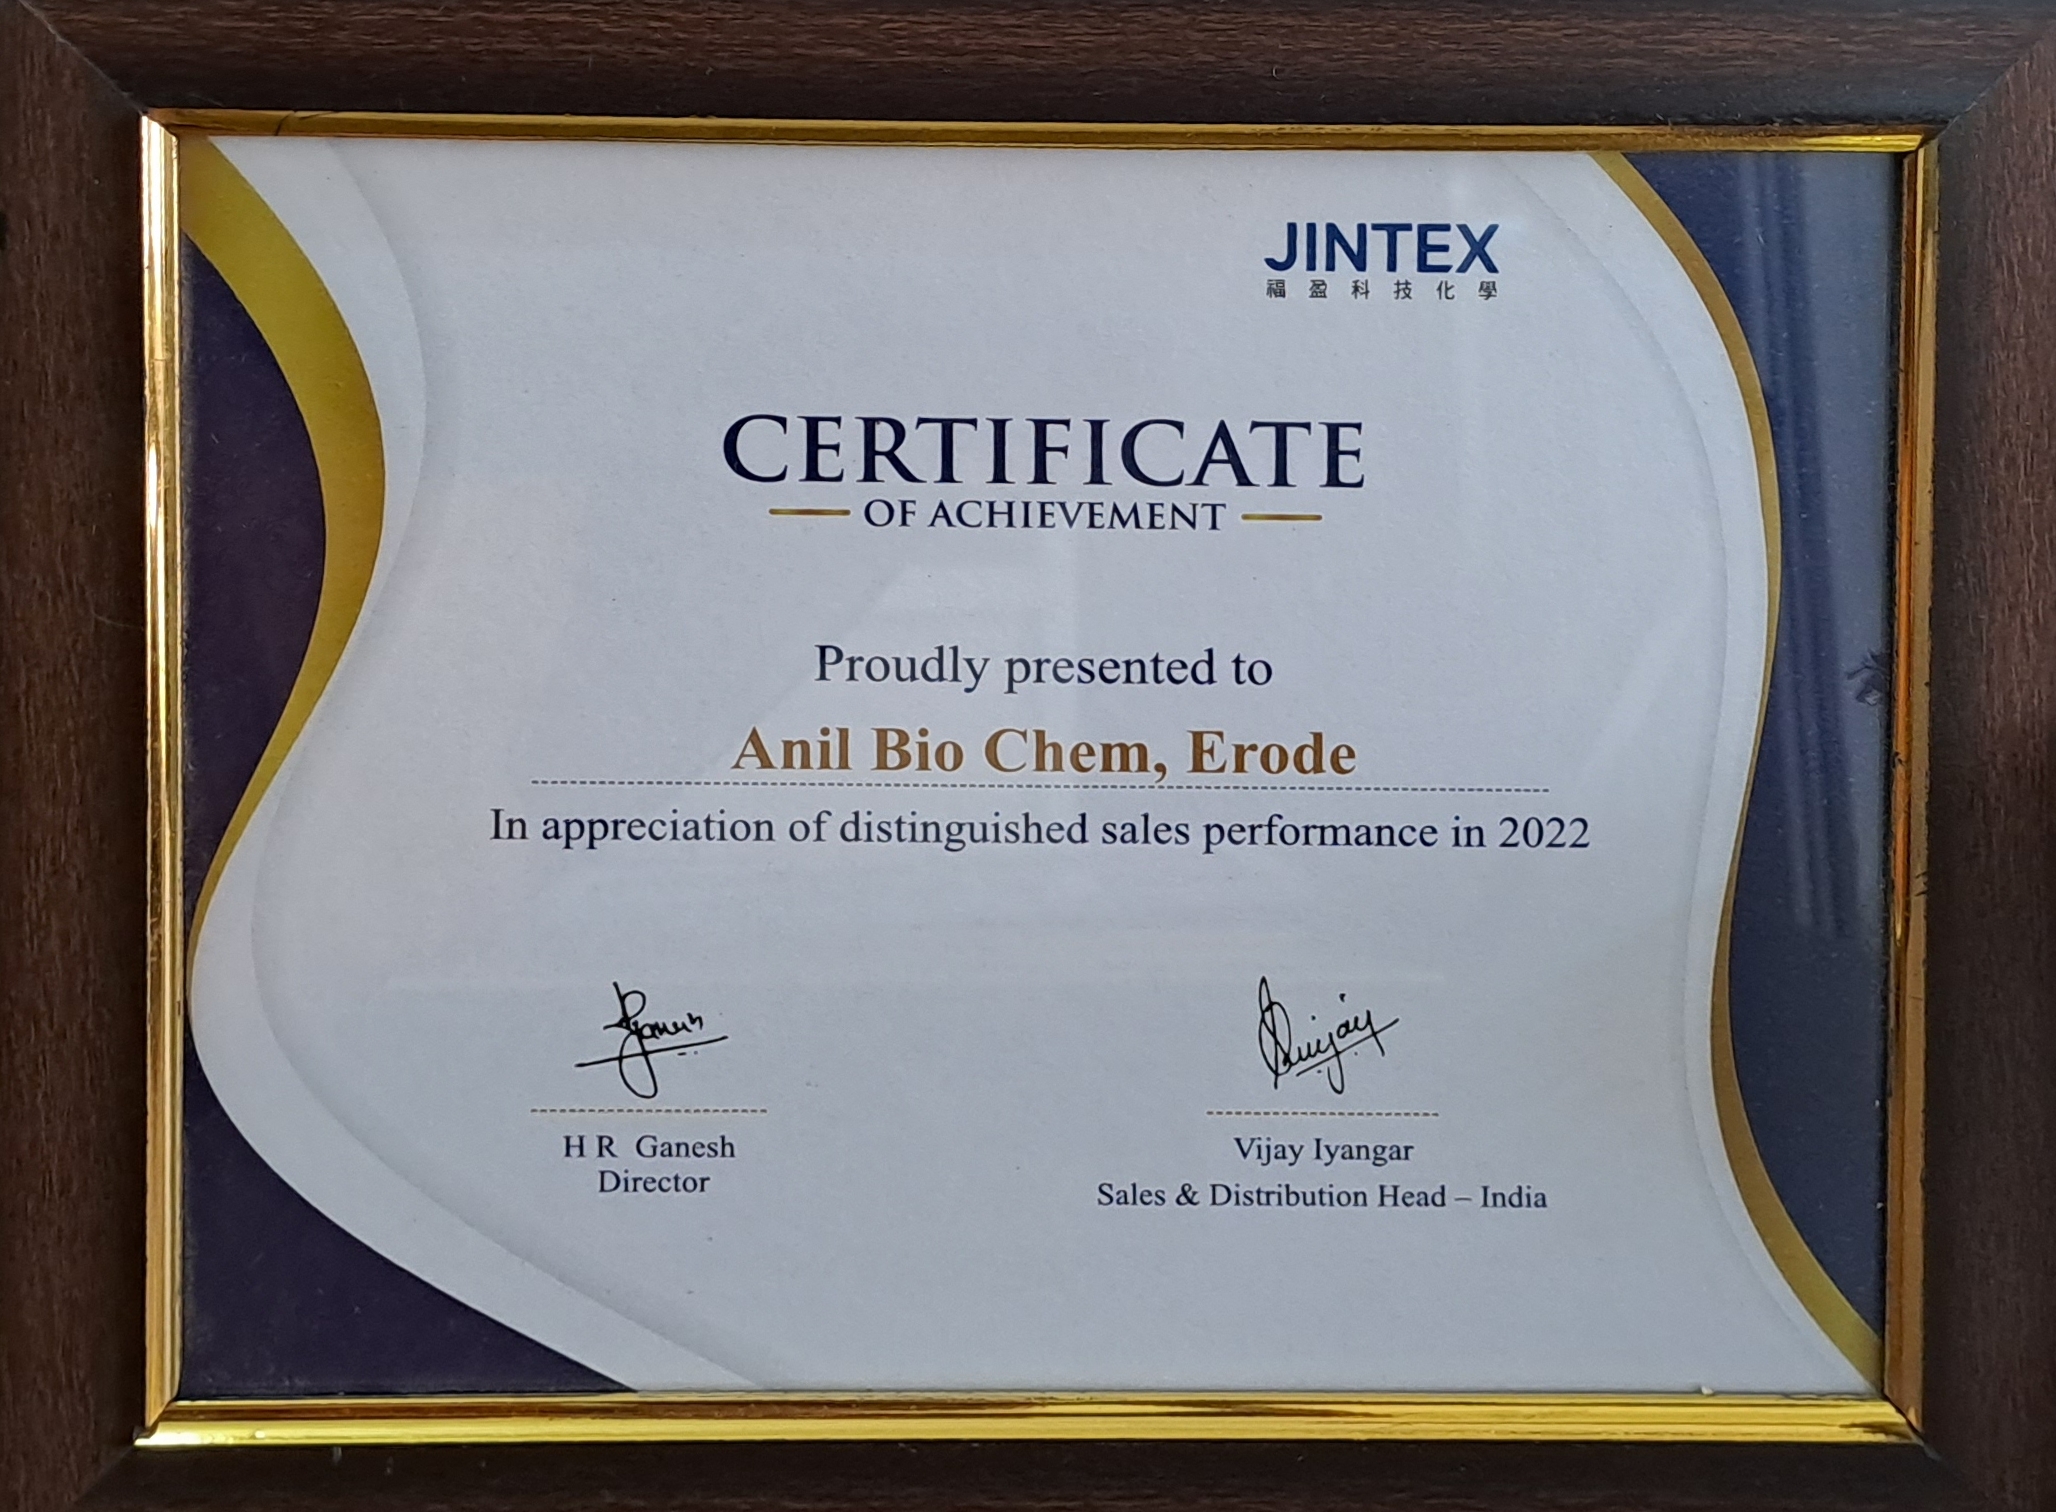 JINTEX
福盈科技化學
CERTIFICATE
OF ACHIEVEMENT
Proudly presented to
Anil Bio Chem, Erode
In appreciation of distinguished sales performance in 2022
Ganesh
Vijay
H R Ganesh
Director
Vijay Iyangar
Sales & Distribution Head – India